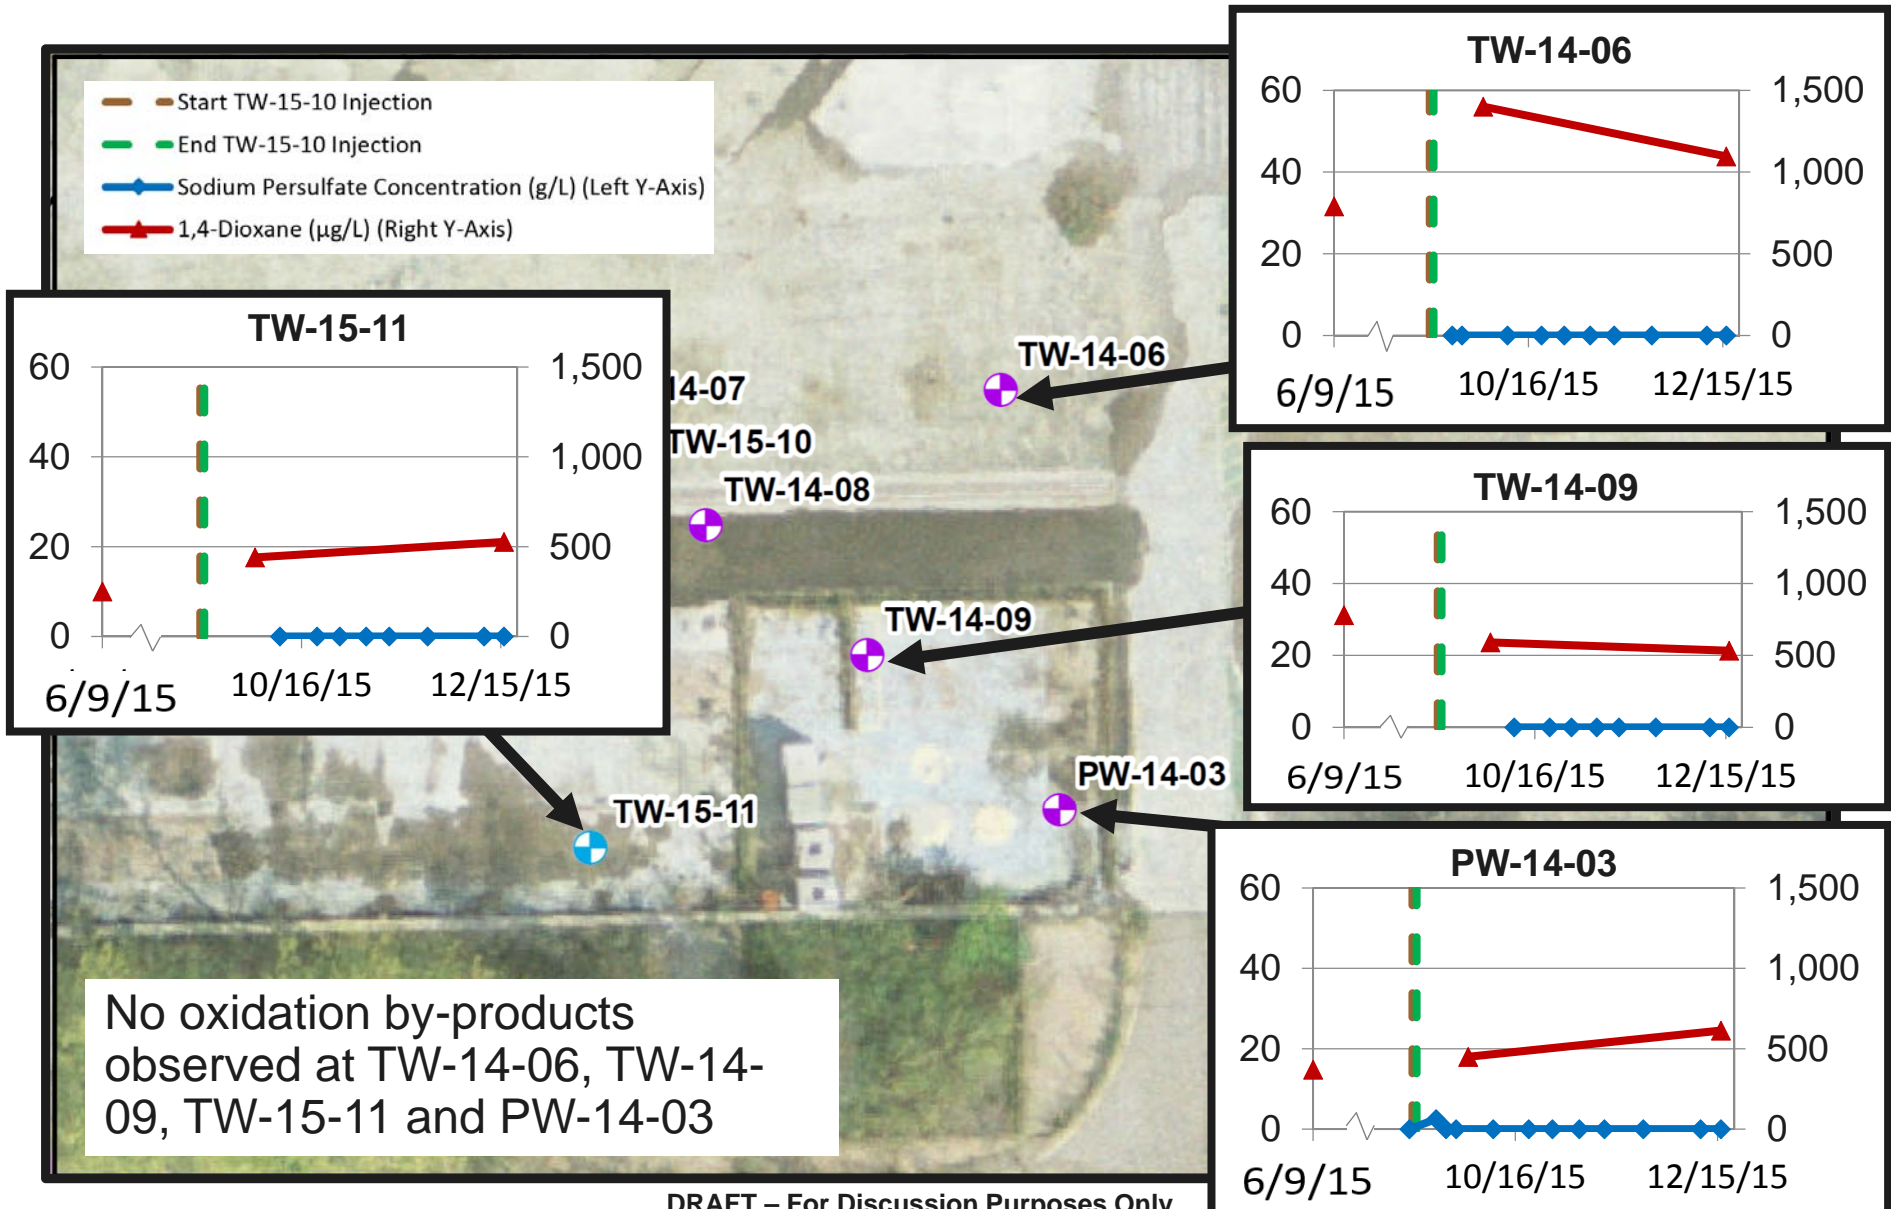 Start TW-15-10 Injection
End TW-15-10 Injection
Sodium Persulfate Concentration (g/L) (Left Y-Axis)
1,4-Dioxane (µg/L) (Right Y-Axis)
TW-14-06
60
40
20
0
1,500
1,000
500
0
6/9/15
10/16/15
12/15/15
TW-15-11
60
40
20
0
1,500
1,000
500
0
6/9/15
10/16/15
12/15/15
TW-14-06
14-07
TW-15-10
TW-14-08
TW-14-09
PW-14-03
TW-15-11
TW-14-09
60
40
20
0
1,500
1,000
500
0
6/9/15
10/16/15
12/15/15
PW-14-03
60
40
20
0
1,500
1,000
500
0
6/9/15
10/16/15
12/15/15
No oxidation by-products
observed at TW-14-06, TW-14-
09, TW-15-11 and PW-14-03
DRAFT – For Discussion Purposes Only